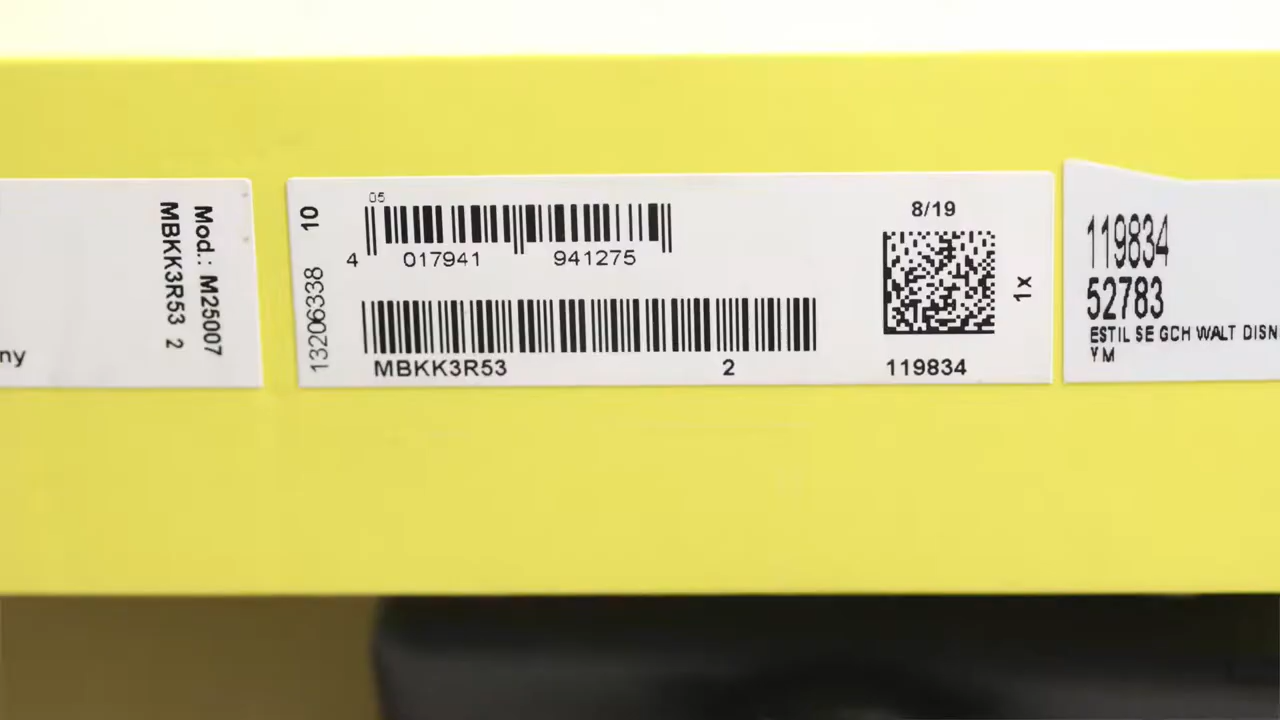 ny
Mod.: M25007
MBKK3R53 2
10
13206338
05
4 017941 941275
MBKK3R53 2
8/19
1x
119834
119834
52783
ESTIL SE GCH WALT DISN
Y M